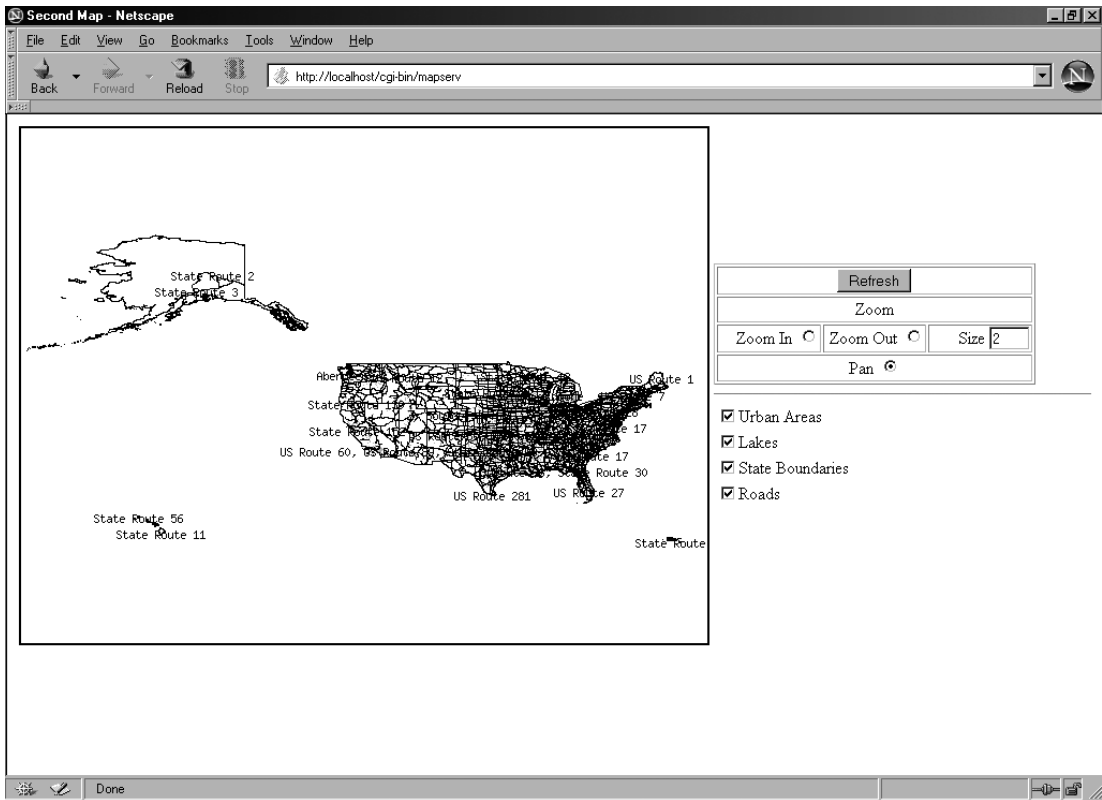 Second Map - Netscape
File Edit View Go Bookmarks Tools Window Help
Back Forward Reload Stop
http://localhost/cgi-bin/mapserv
State Route 2
State Route 3
US Route 1
7
State
17
State
US Route 60,
17
State Route 30
US Route 281
US Route 27
State Route 56
State Route 11
State Route
Refresh
Zoom
Zoom In Zoom Out Size 2
Pan
Urban Areas
Lakes
State Boundaries
Roads
Done